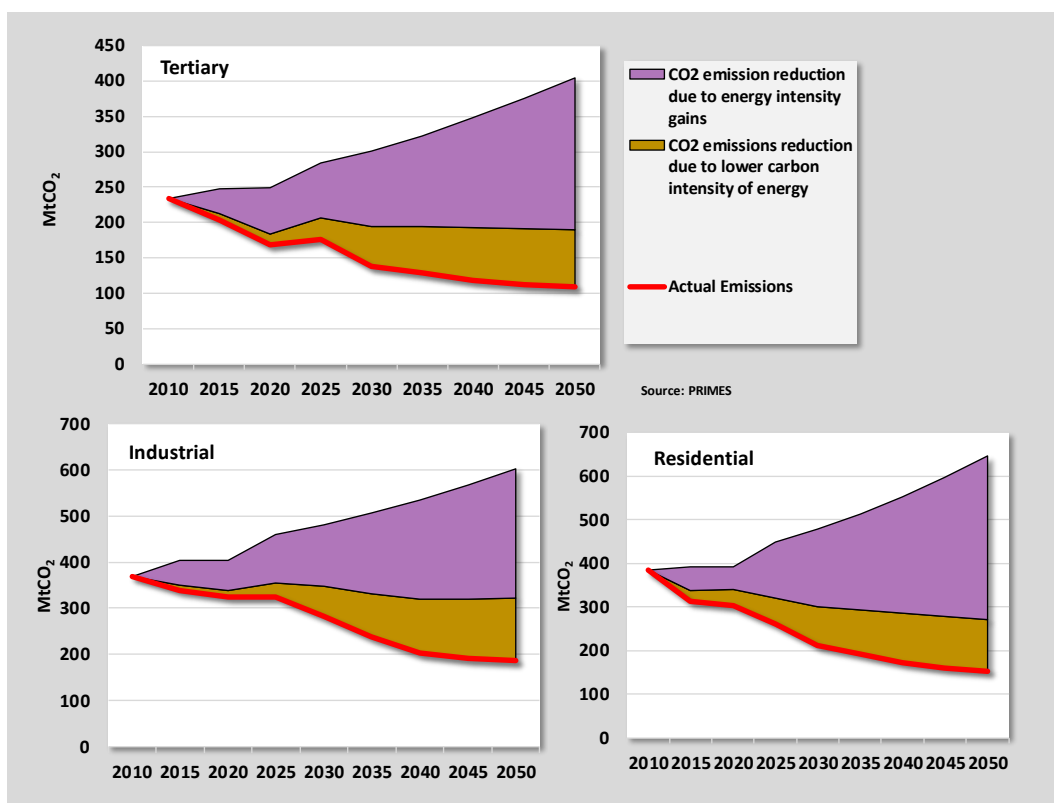 Tertiary
450
400
350
300
250
200
150
100
50
0
MtCO2
2010 2015 2020 2025 2030 2035 2040 2045 2050
CO2 emission reduction
due to energy intensity
gains
CO2 emissions reduction
due to lower carbon
intensity of energy
Actual Emissions
Source: PRIMES
Industrial
700
600
500
400
300
200
100
0
MtCO2
2010 2015 2020 2025 2030 2035 2040 2045 2050
Residential
700
600
500
400
300
200
100
0
MtCO2
2010 2015 2020 2025 2030 2035 2040 2045 2050